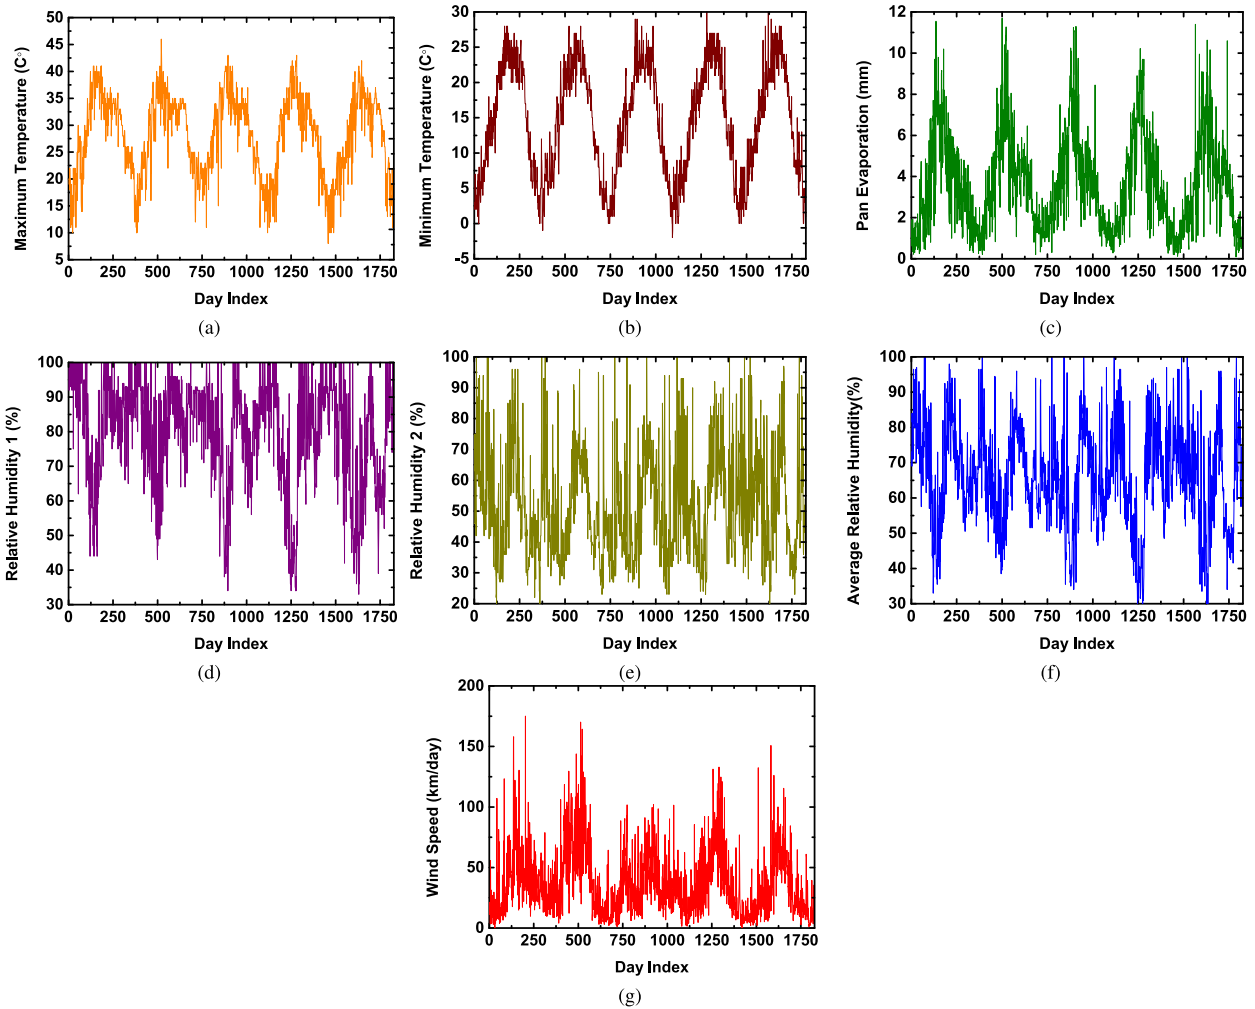 50
45
40
35
30
25
20
15
10
5
Maximum Temperature (C°)
0 250 500 750 1000 1250 1500 1750
Day Index
(a)
30
25
20
15
10
5
0
-5
Minimum Temperature (C°)
0 250 500 750 1000 1250 1500 1750
Day Index
(b)
12
10
8
6
4
2
0
Pan Evaporation (mm)
0 250 500 750 1000 1250 1500 1750
Day Index
(c)
100
90
80
70
60
50
40
30
Relative Humidity 1 (%)
0 250 500 750 1000 1250 1500 1750
Day Index
(d)
100
90
80
70
60
50
40
30
20
Relative Humidity 2 (%)
0 250 500 750 1000 1250 1500 1750
Day Index
(e)
100
90
80
70
60
50
40
30
Average Relative Humidity(%)
0 250 500 750 1000 1250 1500 1750
Day Index
(f)
200
150
100
50
0
Wind Speed (km/day)
0 250 500 750 1000 1250 1500 1750
Day Index
(g)